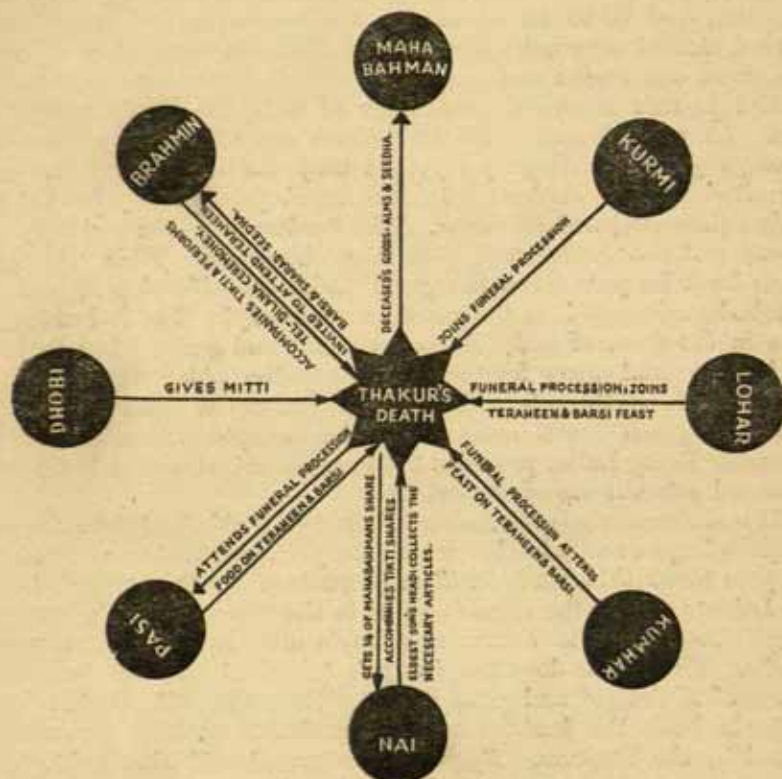 MAHA
BAHMAN
BRAHMIN
KURMI
DECEASED'S GOODS: ALMS & SEEDHA.
INVITED TO ATTEND TERAHEEN,
BARSI & SHARAD: SEEDHA.
ACCOMPANIES TIKTI & PERFORMS
TEL-DILANA CEREMONEY.
JOINS FUNERAL PROCESSION
DHOBI
GIVES MITTI
THAKUR'S
DEATH
FUNERAL PROCESSION: JOINS
TERAHEEN & BARSI FEAST
LOHAR
ATTENDS FUNERAL PROCESSION
FOOD ON TERAHEEN & BARSI
GETS ¼ OF MAHABAHMANS SHARE
ACCOMPANIES TIKTI SHARES
ELDEST SON'S HEAD: COLLECTS THE
NECESSARY ARTICLES.
FUNERAL PROCESSION ATTENDS
FEAST ON TERAHEEN & BARSI.
PASI
NAI
KUMHAR